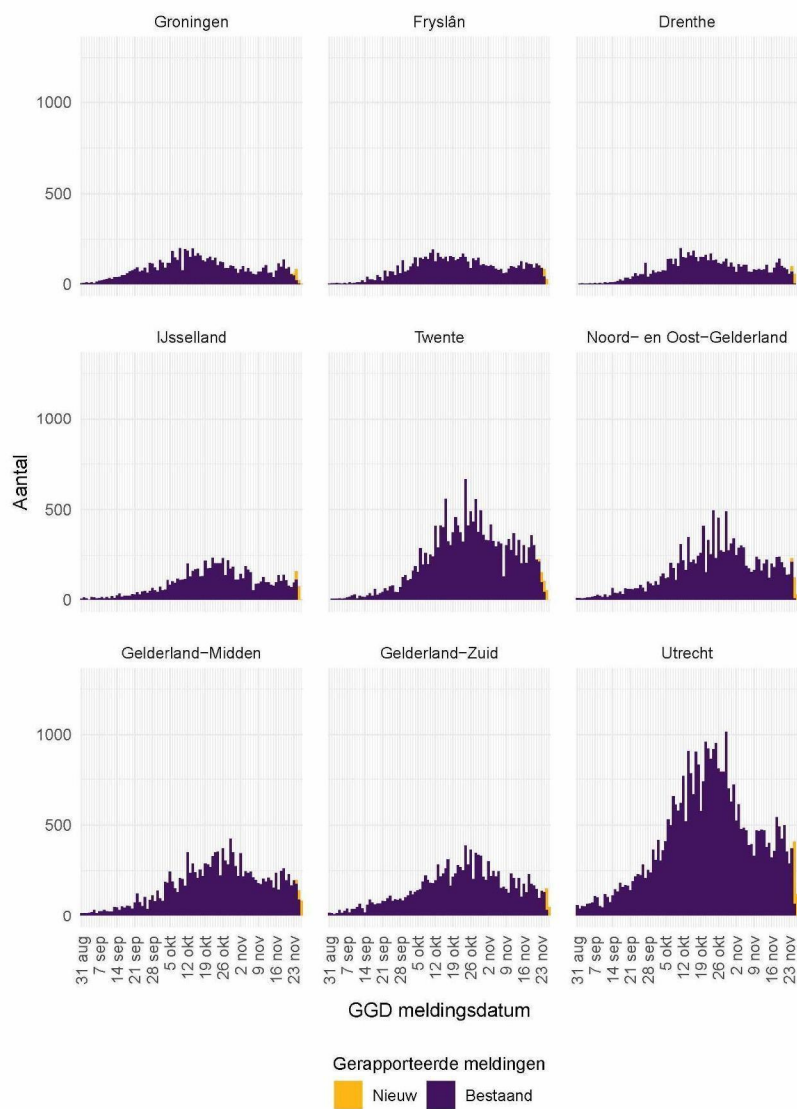 Groningen
Fryslân
Drenthe
1000
500
0
IJsselland
Twente
Noord- en Oost-Gelderland
1000
500
0
Aantal
Gelderland-Midden
Gelderland-Zuid
Utrecht
1000
500
0
31 aug
7 sep
14 sep
21 sep
28 sep
5 okt
12 okt
19 okt
26 okt
2 nov
9 nov
16 nov
23 nov
31 aug
7 sep
14 sep
21 sep
28 sep
5 okt
12 okt
19 okt
26 okt
2 nov
9 nov
16 nov
23 nov
31 aug
7 sep
14 sep
21 sep
28 sep
5 okt
12 okt
19 okt
26 okt
2 nov
9 nov
16 nov
23 nov
GGD meldingsdatum
Gerapporteerde meldingen
Nieuw Bestaand